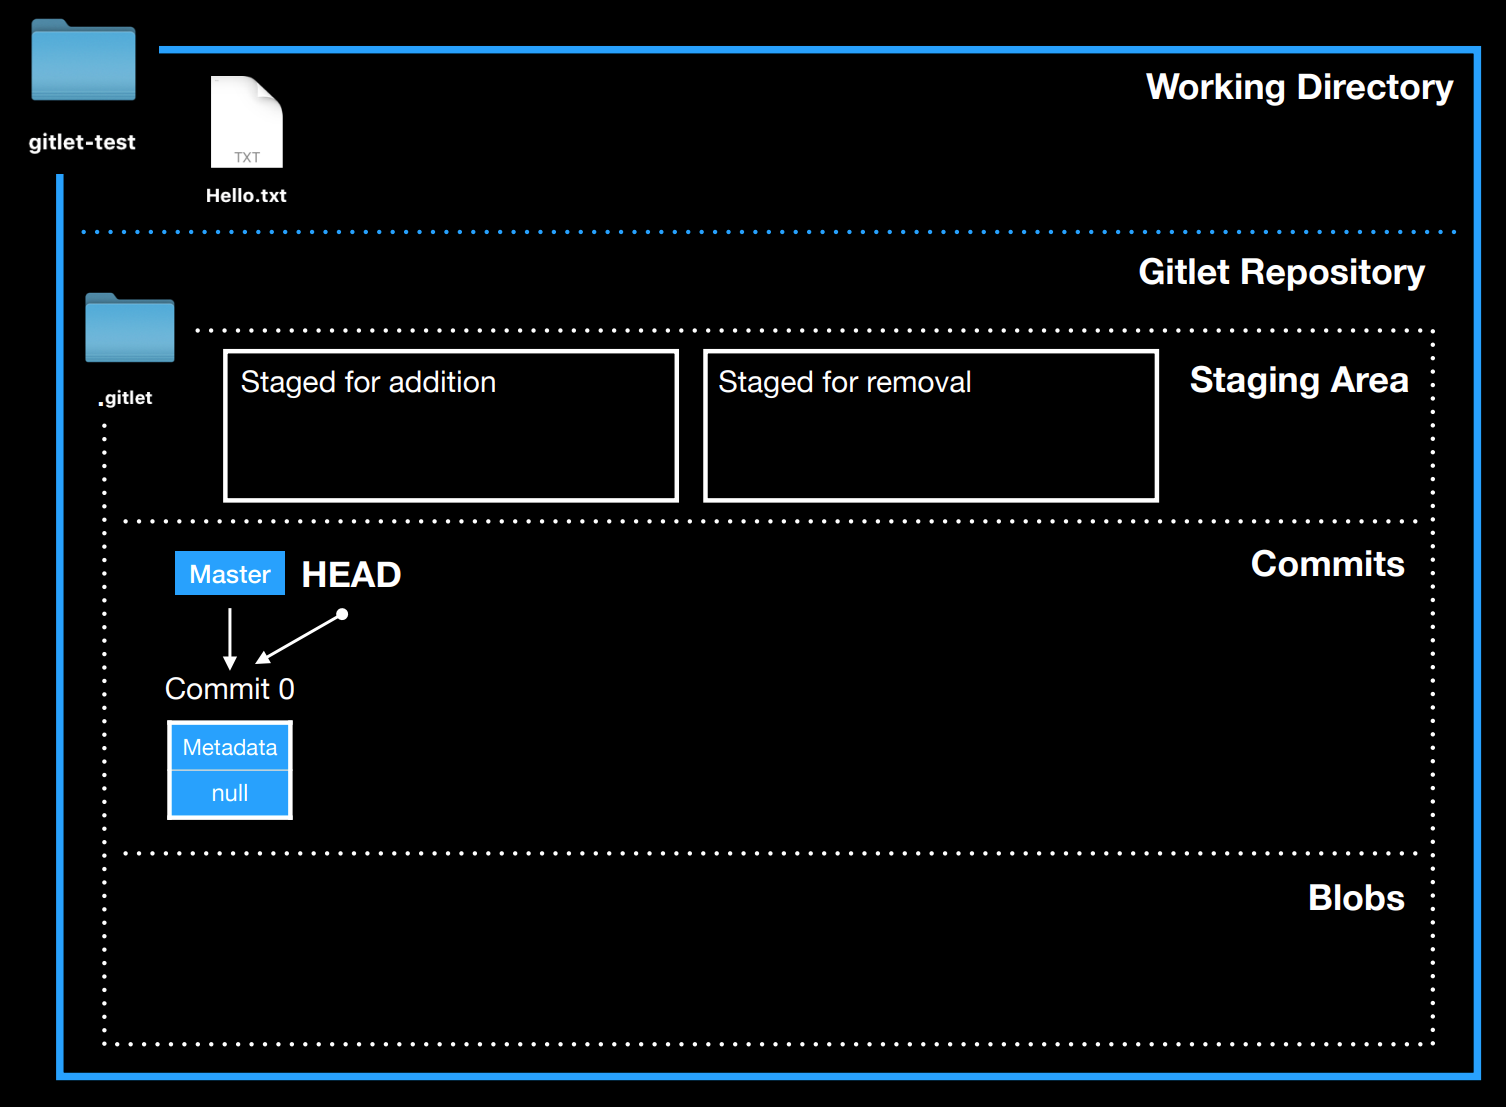 Working Directory
gitlet-test
TXT
Hello.txt
Gitlet Repository
.gitlet
Staged for addition
Staged for removal
Staging Area
Master
HEAD
Commits
Commit 0
Metadata
null
Blobs